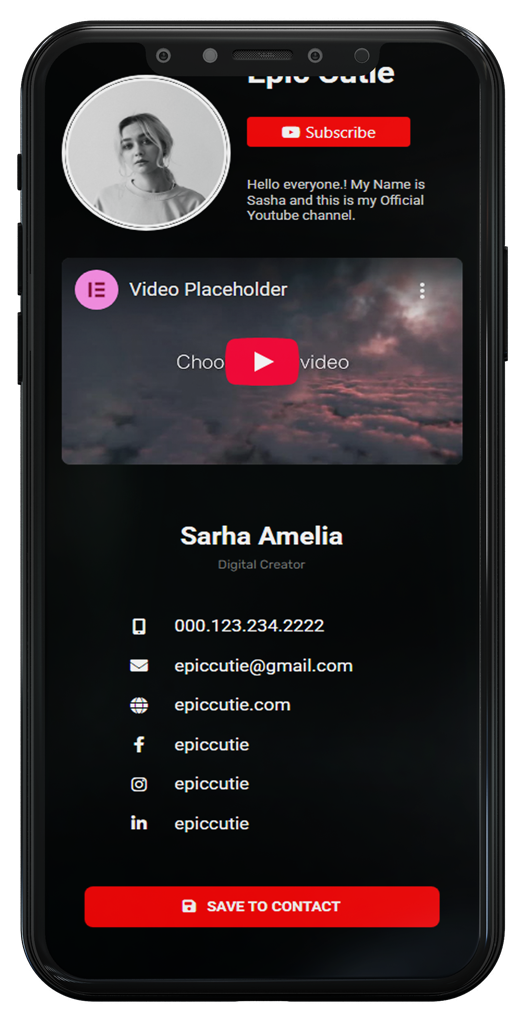 Epic Cutie
Subscribe
Hello everyone.! My Name is
Sasha and this is my Official
Youtube channel.
Video Placeholder
Choo video
Sarha Amelia
Digital Creator
000.123.234.2222
epiccutie@gmail.com
epiccutie.com
epiccutie
epiccutie
epiccutie
SAVE TO CONTACT